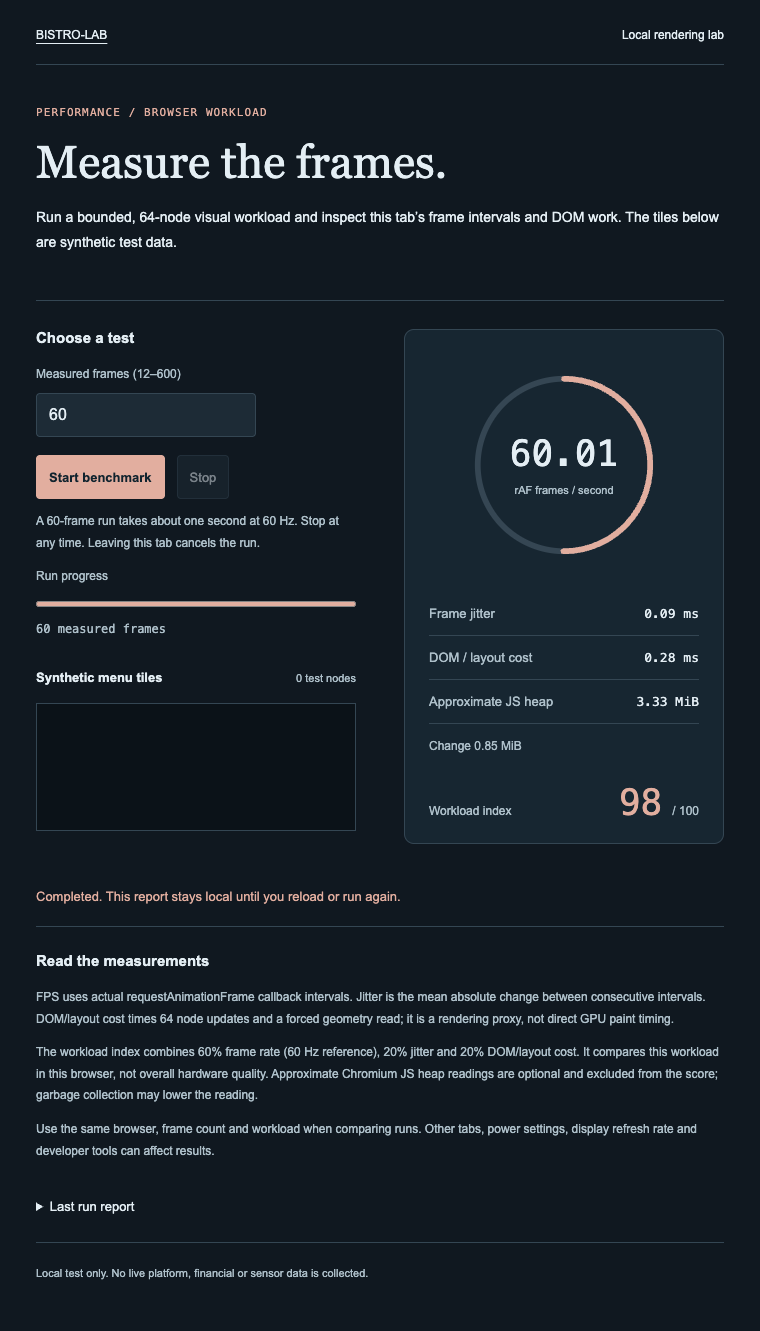 BISTRO-LAB
Local rendering lab
PERFORMANCE / BROWSER WORKLOAD
Measure the frames.
Run a bounded, 64-node visual workload and inspect this tab’s frame intervals and DOM work. The tiles below
are synthetic test data.
Choose a test
Measured frames (12–600)
60
Start benchmark
Stop
A 60-frame run takes about one second at 60 Hz. Stop at
any time. Leaving this tab cancels the run.
Run progress
60 measured frames
Synthetic menu tiles
0 test nodes
60.01
rAF frames / second
Frame jitter
0.09 ms
DOM / layout cost
0.28 ms
Approximate JS heap
3.33 MiB
Change 0.85 MiB
Workload index
98 / 100
Completed. This report stays local until you reload or run again.
Read the measurements
FPS uses actual requestAnimationFrame callback intervals. Jitter is the mean absolute change between consecutive intervals.
DOM/layout cost times 64 node updates and a forced geometry read; it is a rendering proxy, not direct GPU paint timing.
The workload index combines 60% frame rate (60 Hz reference), 20% jitter and 20% DOM/layout cost. It compares this workload
in this browser, not overall hardware quality. Approximate Chromium JS heap readings are optional and excluded from the score;
garbage collection may lower the reading.
Use the same browser, frame count and workload when comparing runs. Other tabs, power settings, display refresh rate and
developer tools can affect results.
Last run report
Local test only. No live platform, financial or sensor data is collected.